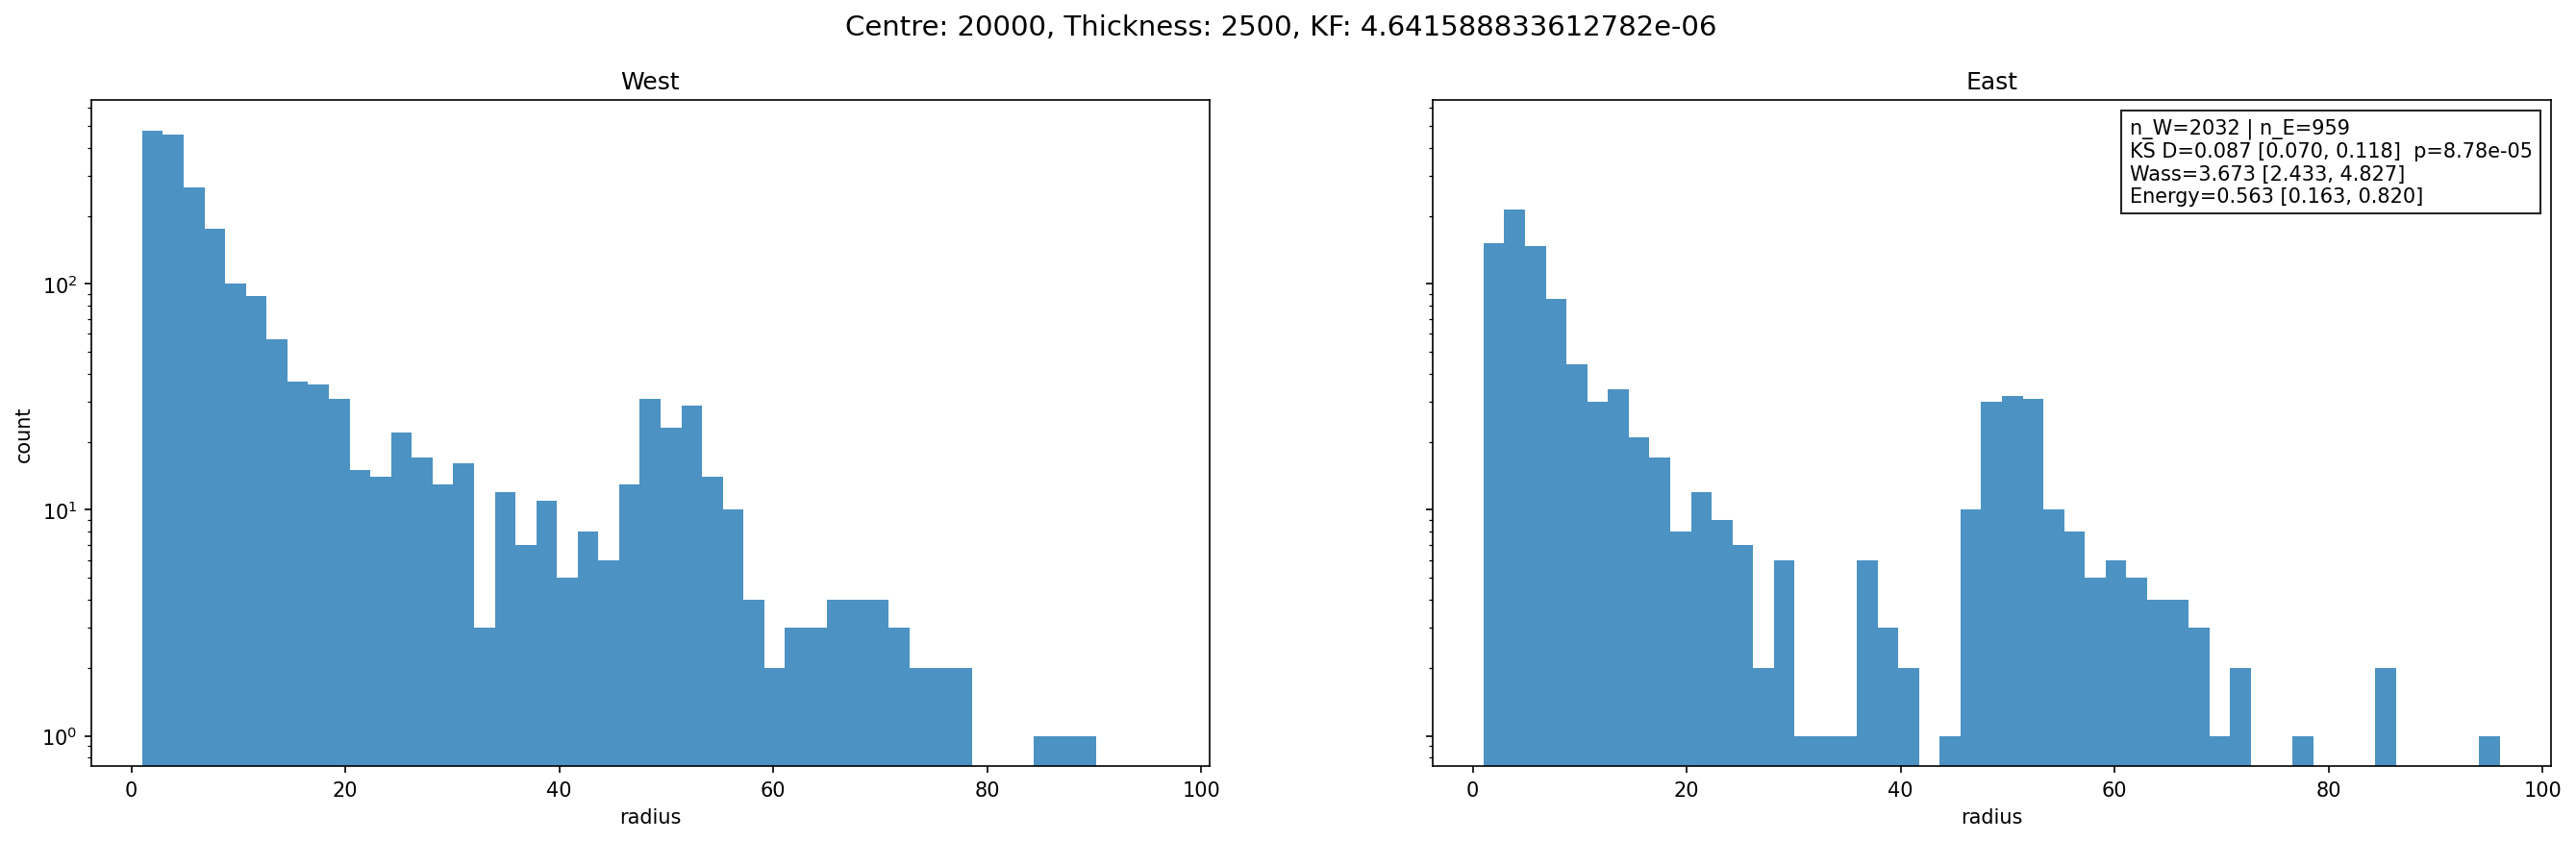 Centre: 20000, Thickness: 2500, KF: 4.641588833612782e-06
West
count
10²
10¹
10⁰
0 20 40 60 80 100
radius
East
n_W=2032 | n_E=959
KS D=0.087 [0.070, 0.118]  p=8.78e-05
Wass=3.673 [2.433, 4.827]
Energy=0.563 [0.163, 0.820]
0 20 40 60 80 100
radius